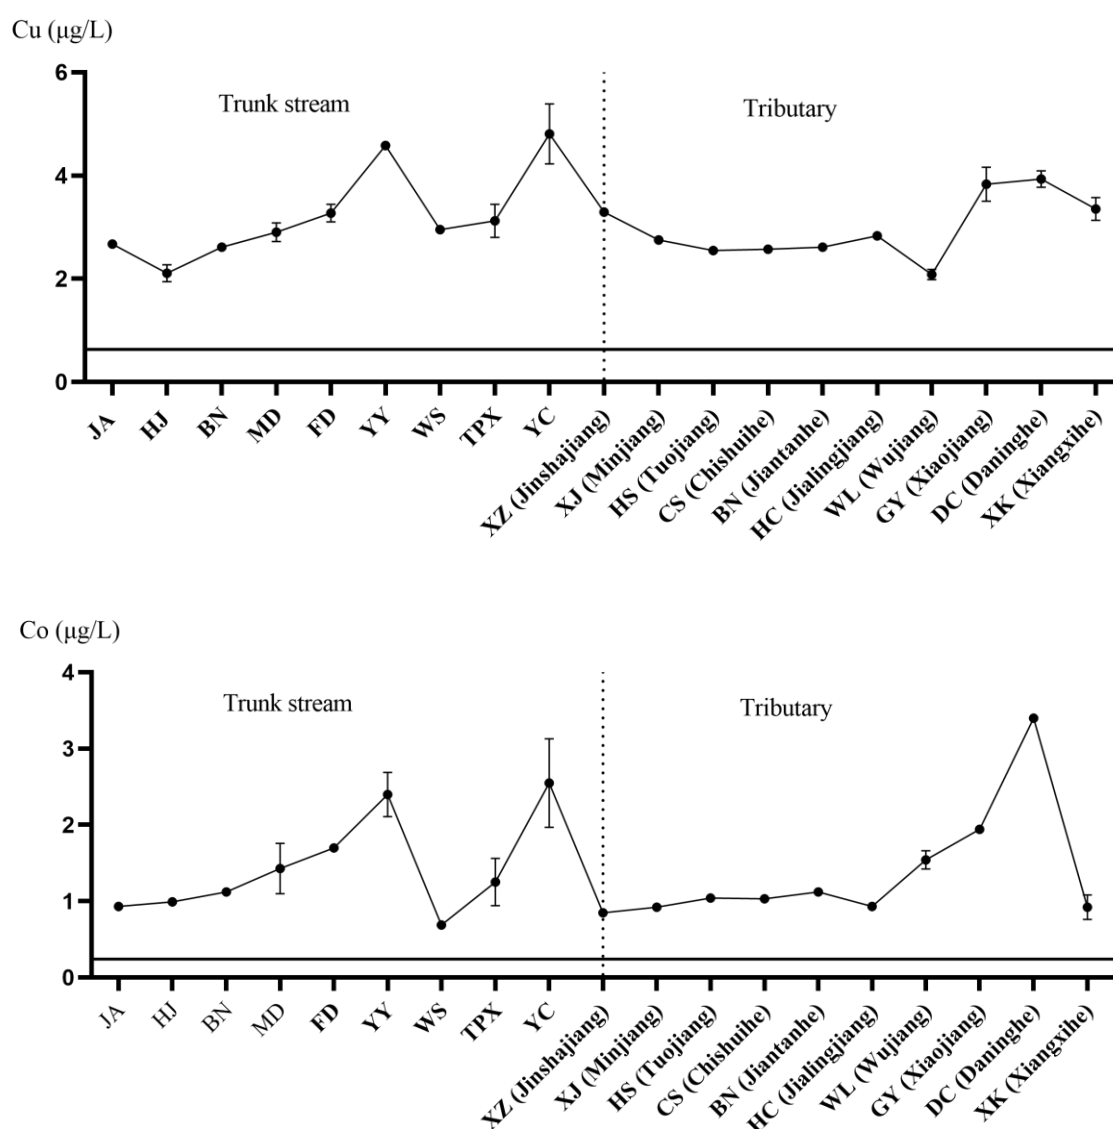 Cu (μg/L)
Trunk stream
Tributary
6
4
2
0
JA
HJ
BN
MD
FD
YY
WS
TPX
YC
XZ (Jinshajiang)
XJ (Minjiang)
HS (Tuojiang)
CS (Chishuihe)
BN (Jiantanhe)
HC (Jialingjiang)
WL (Wujiang)
GY (Xiaojiang)
DC (Daninghe)
XK (Xiangxihe)
Co (μg/L)
Trunk stream
Tributary
4
3
2
1
0
JA
HJ
BN
MD
FD
YY
WS
TPX
YC
XZ (Jinshajiang)
XJ (Minjiang)
HS (Tuojiang)
CS (Chishuihe)
BN (Jiantanhe)
HC (Jialingjiang)
WL (Wujiang)
GY (Xiaojiang)
DC (Daninghe)
XK (Xiangxihe)